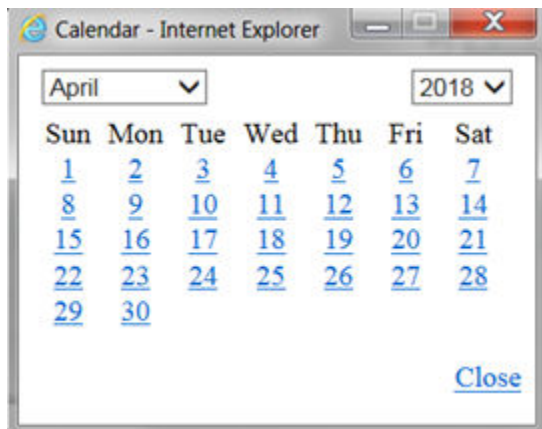 Calendar - Internet Explorer
April 2018
Sun Mon Tue Wed Thu Fri Sat
1 2 3 4 5 6 7
8 9 10 11 12 13 14
15 16 17 18 19 20 21
22 23 24 25 26 27 28
29 30
Close